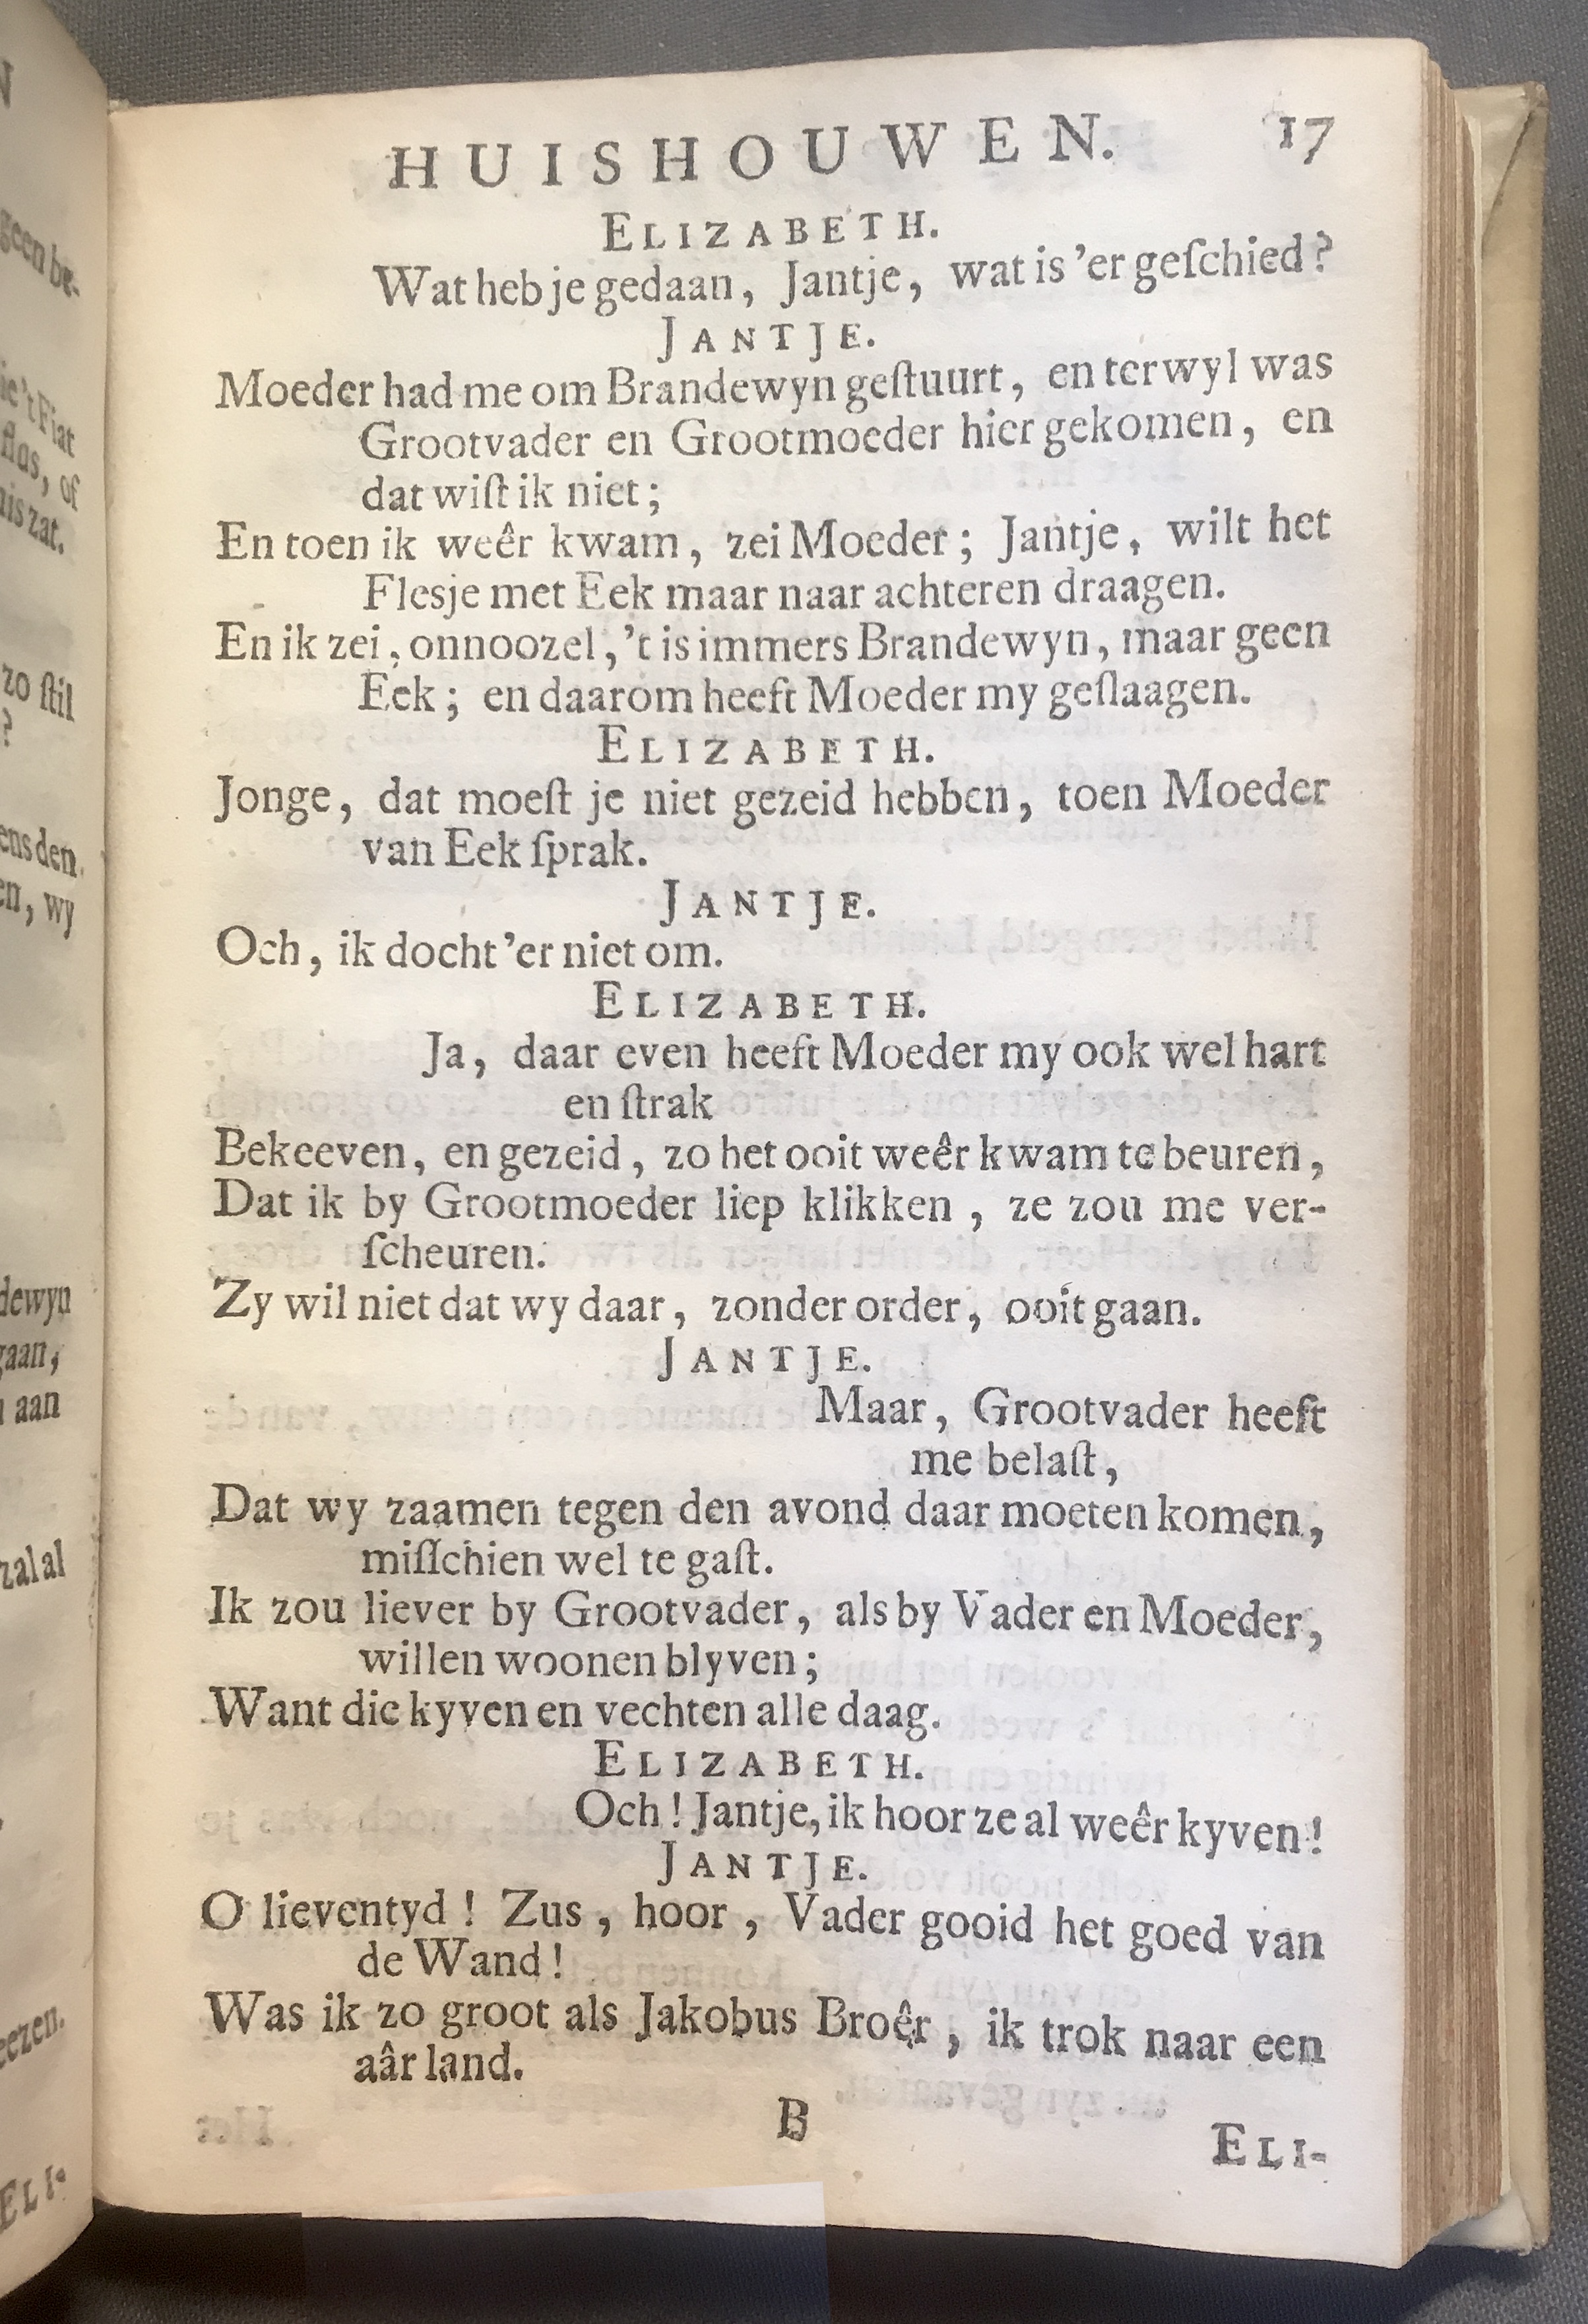 HUISHOUWEN. 17
ELIZABETH.
Wat heb je gedaan, Jantje, wat is 'er geſchied?
JANTJE.
Moeder had me om Brandewyn geſtuurt, en terwyl was
Grootvader en Grootmoeder hier gekomen, en
dat wiſt ik niet;
En toen ik weêr kwam, zei Moeder; Jantje, wilt het
Flesje met Eek maar naar achteren draagen.
En ik zei, onnoozel, 't is immers Brandewyn, maar geen
Eek; en daarom heeft Moeder my geſlaagen.
ELIZABETH.
Jonge, dat moeſt je niet gezeid hebben, toen Moeder
van Eek ſprak.
JANTJE.
Och, ik docht 'er niet om.
ELIZABETH.
Ja, daar even heeft Moeder my ook wel hart
en ſtrak
Bekeeven, en gezeid, zo het ooit weêr kwam te beuren,
Dat ik by Grootmoeder liep klikken, ze zou me ver-
ſcheuren.
Zy wil niet dat wy daar, zonder order, ooit gaan.
JANTJE.
Maar, Grootvader heeft
me belaſt,
Dat wy zaamen tegen den avond daar moeten komen,
miſſchien wel te gaſt.
Ik zou liever by Grootvader, als by Vader en Moeder,
willen woonen blyven;
Want die kyven en vechten alle daag.
ELIZABETH.
Och! Jantje, ik hoor ze al weêr kyven!
JANTJE.
O lieventyd! Zus, hoor, Vader gooid het goed van
de Wand!
Was ik zo groot als Jakobus Broêr, ik trok naar een
aâr land.
B
ELI-